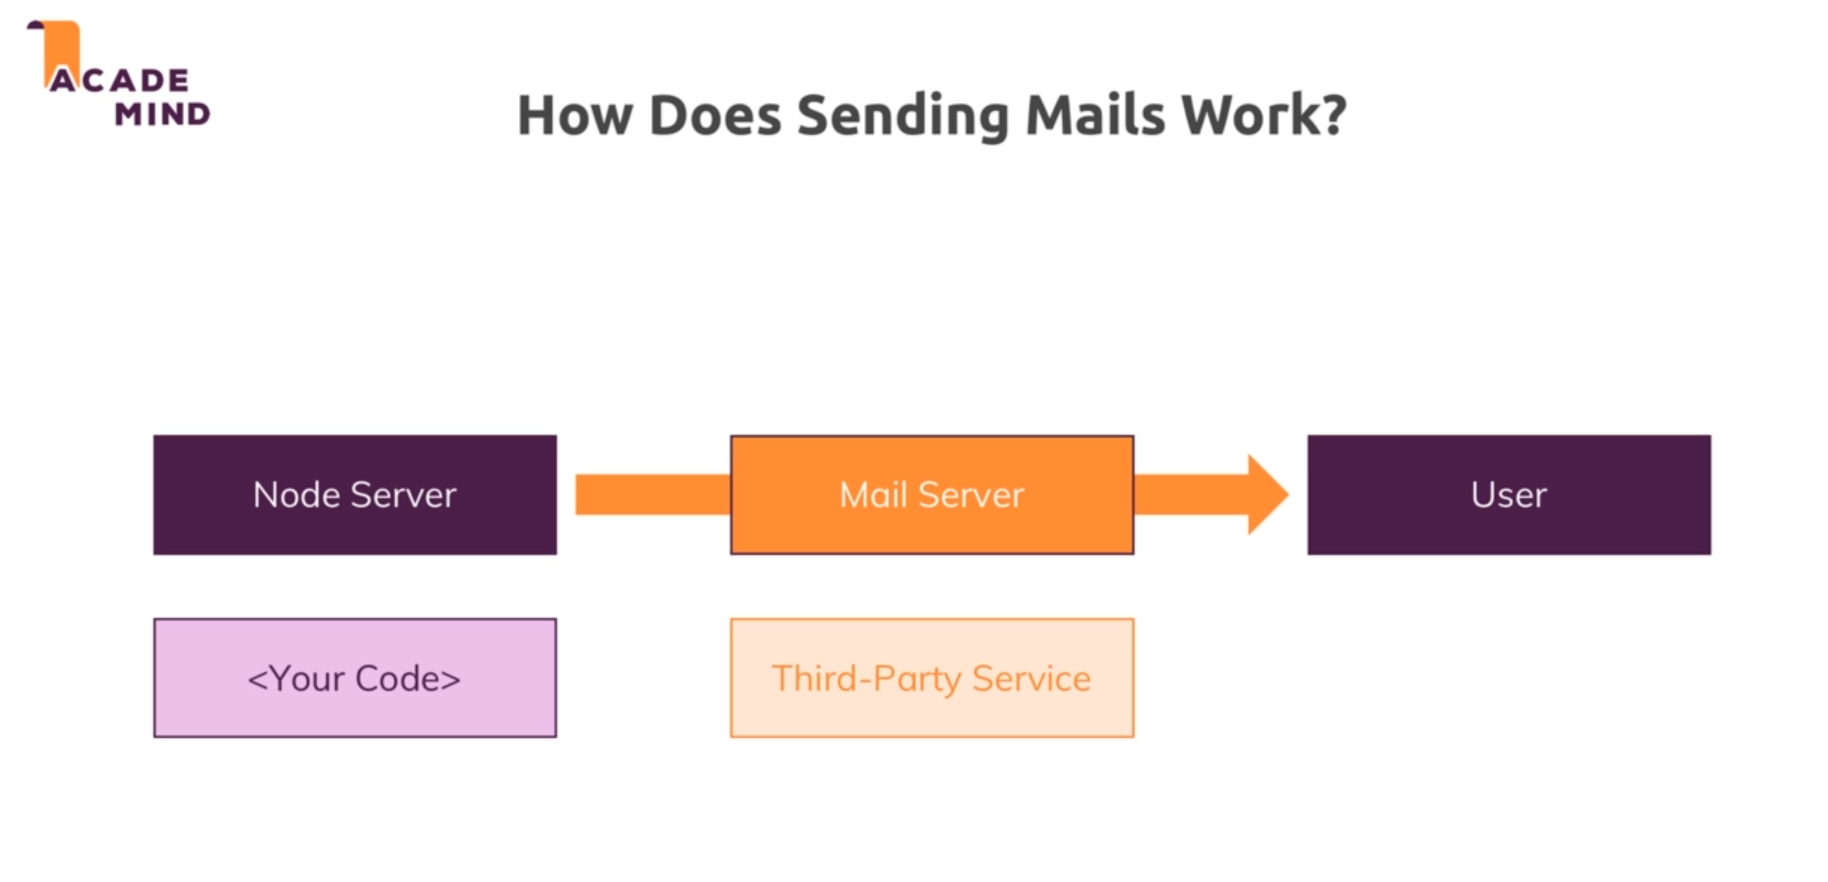 ACADE
MIND
How Does Sending Mails Work?
Node Server
Mail Server
User
<Your Code>
Third-Party Service